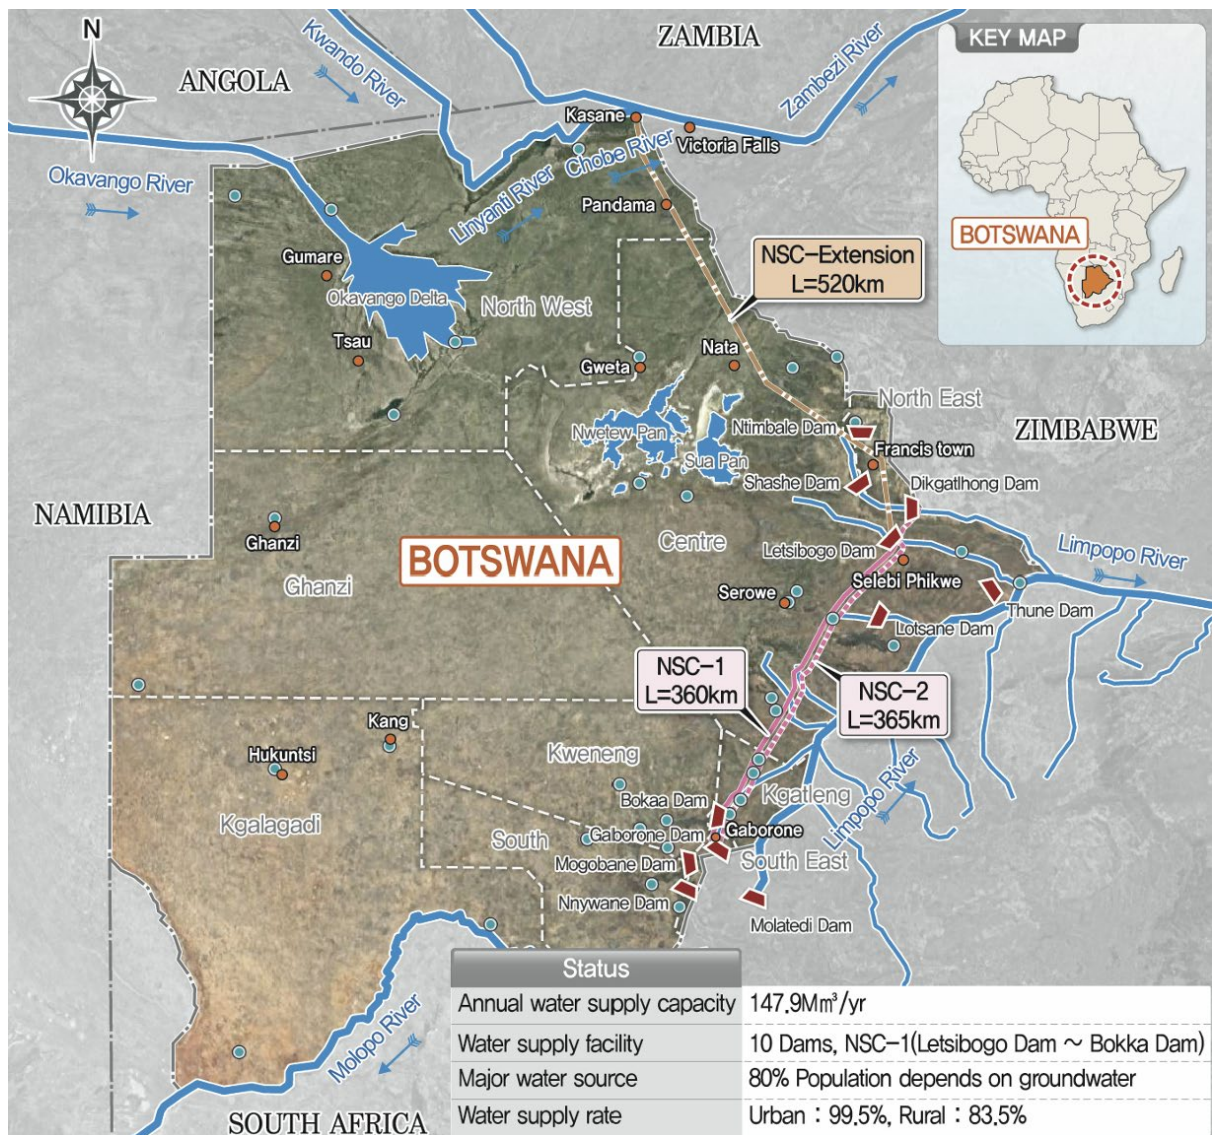 N
ZAMBIA
KEY MAP
ANGOLA
Kwando River
Zambezi River
Kasane
Victoria Falls
Chobe River
Okavango River
Linyanti River
Pandama
BOTSWANA
Gumare
Okavango Delta
North West
NSC-Extension
L=520km
Tsau
Gweta
Nata
North East
Nwetew Pan
Ntimbale Dam
ZIMBABWE
Sua Pan
Francis town
Shashe Dam
Dikgatlhong Dam
NAMIBIA
Ghanzi
BOTSWANA
Centre
Letsibogo Dam
Limpopo River
Ghanzi
Selebi Phikwe
Serowe
Thune Dam
Lotsane Dam
NSC-1
L=360km
NSC-2
L=365km
Kang
Hukuntsi
Kweneng
Kgalagadi
Bokaa Dam
Kgatleng
Limpopo River
South
Gaborone Dam
Gaborone
Mogobane Dam
South East
Nnywane Dam
Molatedi Dam
Molopo River
SOUTH AFRICA
Status
Annual water supply capacity 147.9Mm³/yr
Water supply facility 10 Dams, NSC-1(Letsibogo Dam ~ Bokka Dam)
Major water source 80% Population depends on groundwater
Water supply rate Urban : 99.5%, Rural : 83.5%